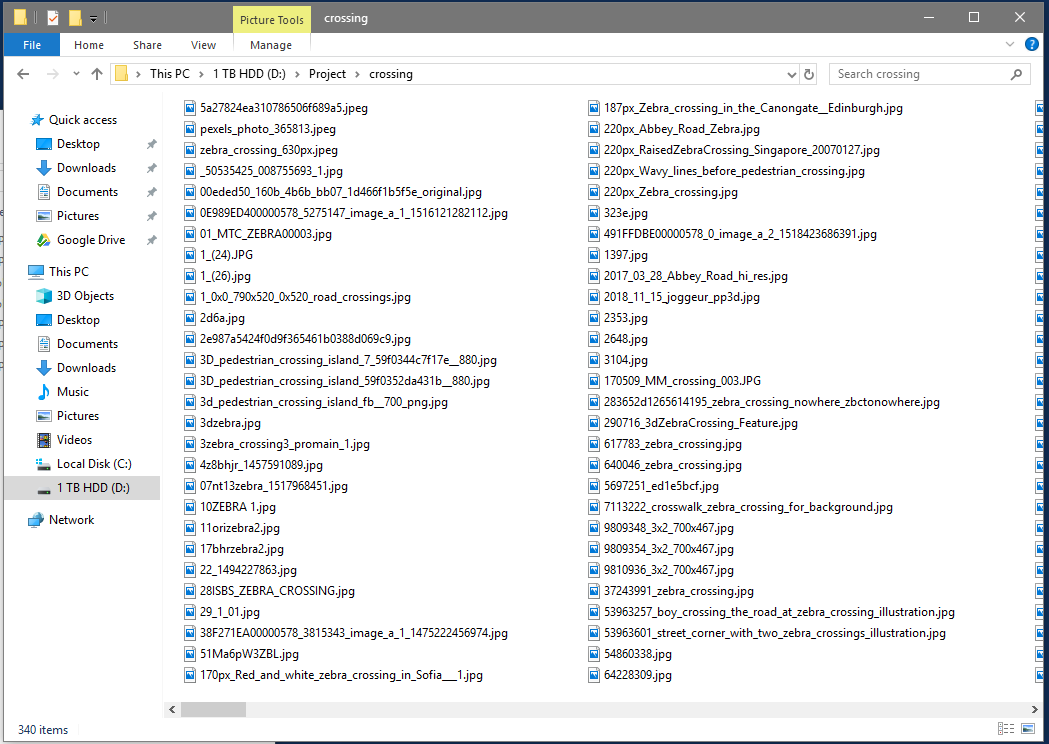 Picture Tools
crossing
File
Home
Share
View
Manage
This PC
1 TB HDD (D:)
Project
crossing
Search crossing
Quick access
Desktop
Downloads
Documents
Pictures
Google Drive
This PC
3D Objects
Desktop
Documents
Downloads
Music
Pictures
Videos
Local Disk (C:)
1 TB HDD (D:)
Network
5a27824ea310786506f689a5.jpeg
pexels_photo_365813.jpeg
zebra_crossing_630px.jpeg
_50535425_008755693_1.jpg
00eded50_160b_4b6b_bb07_1d466f1b5f5e_original.jpg
0E989ED400000578_5275147_image_a_1_1516121282112.jpg
01_MTC_ZEBRA00003.jpg
1_(24).JPG
1_(26).jpg
1_0x0_790x520_0x520_road_crossings.jpg
2d6a.jpg
2e987a5424f0d9f365461b0388d069c9.jpg
3D_pedestrian_crossing_island_7_59f0344c7f17e__880.jpg
3D_pedestrian_crossing_island_59f0352da431b__880.jpg
3d_pedestrian_crossing_island_fb__700_png.jpg
3dzebra.jpg
3zebra_crossing3_promain_1.jpg
4z8bhjr_1457591089.jpg
07nt13zebra_1517968451.jpg
10ZEBRA 1.jpg
11orizebra2.jpg
17bhrzebra2.jpg
22_1494227863.jpg
28ISBS_ZEBRA_CROSSING.jpg
29_1_01.jpg
38F271EA00000578_3815343_image_a_1_1475222456974.jpg
51Ma6pW3ZBL.jpg
170px_Red_and_white_zebra_crossing_in_Sofia___1.jpg
187px_Zebra_crossing_in_the_Canongate__Edinburgh.jpg
220px_Abbey_Road_Zebra.jpg
220px_RaisedZebraCrossing_Singapore_20070127.jpg
220px_Wavy_lines_before_pedestrian_crossing.jpg
220px_Zebra_crossing.jpg
323e.jpg
491FFDBE00000578_0_image_a_2_1518423686391.jpg
1397.jpg
2017_03_28_Abbey_Road_hi_res.jpg
2018_11_15_joggeur_pp3d.jpg
2353.jpg
2648.jpg
3104.jpg
170509_MM_crossing_003.JPG
283652d1265614195_zebra_crossing_nowhere_zbctonowhere.jpg
290716_3dZebraCrossing_Feature.jpg
617783_zebra_crossing.jpg
640046_zebra_crossing.jpg
5697251_ed1e5bcf.jpg
7113222_crosswalk_zebra_crossing_for_background.jpg
9809348_3x2_700x467.jpg
9809354_3x2_700x467.jpg
9810936_3x2_700x467.jpg
37243991_zebra_crossing.jpg
53963257_boy_crossing_the_road_at_zebra_crossing_illustration.jpg
53963601_street_corner_with_two_zebra_crossings_illustration.jpg
54860338.jpg
64228309.jpg
340 items